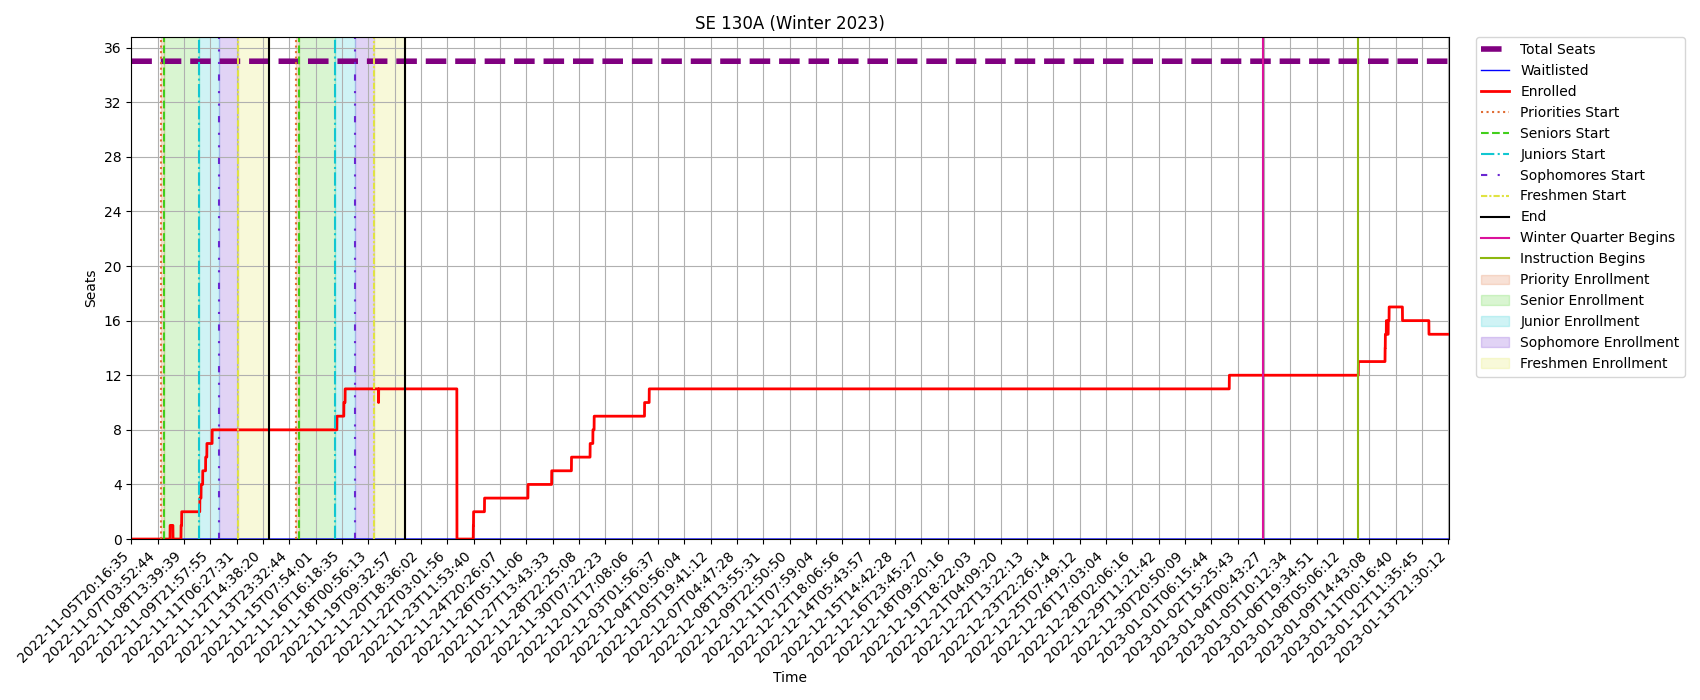 SE 130A (Winter 2023)
Seats
36
32
28
24
20
16
12
8
4
0
2022-11-05T20:16:35
2022-11-07T03:52:44
2022-11-08T13:39:39
2022-11-09T21:57:55
2022-11-11T06:27:31
2022-11-12T14:38:20
2022-11-13T23:32:44
2022-11-15T07:54:01
2022-11-16T16:18:35
2022-11-18T00:56:13
2022-11-19T09:32:57
2022-11-20T18:36:02
2022-11-22T03:01:56
2022-11-23T11:53:40
2022-11-24T20:26:07
2022-11-26T05:11:06
2022-11-27T13:43:33
2022-11-28T22:25:08
2022-11-30T07:22:23
2022-12-01T17:08:06
2022-12-03T01:56:37
2022-12-04T10:56:04
2022-12-05T19:41:12
2022-12-07T04:47:28
2022-12-08T13:55:31
2022-12-09T22:50:50
2022-12-11T07:59:04
2022-12-12T18:06:56
2022-12-14T05:43:57
2022-12-15T14:42:28
2022-12-16T23:45:27
2022-12-18T09:20:16
2022-12-19T18:22:03
2022-12-21T04:09:20
2022-12-22T13:22:13
2022-12-23T22:26:14
2022-12-25T07:49:12
2022-12-26T17:03:04
2022-12-28T02:06:16
2022-12-29T11:21:42
2022-12-30T20:50:09
2023-01-01T06:15:44
2023-01-02T15:25:43
2023-01-04T00:43:27
2023-01-05T10:12:34
2023-01-06T19:34:51
2023-01-08T05:06:12
2023-01-09T14:43:08
2023-01-11T00:16:40
2023-01-12T11:35:45
2023-01-13T21:30:12
Time
Total Seats
Waitlisted
Enrolled
Priorities Start
Seniors Start
Juniors Start
Sophomores Start
Freshmen Start
End
Winter Quarter Begins
Instruction Begins
Priority Enrollment
Senior Enrollment
Junior Enrollment
Sophomore Enrollment
Freshmen Enrollment